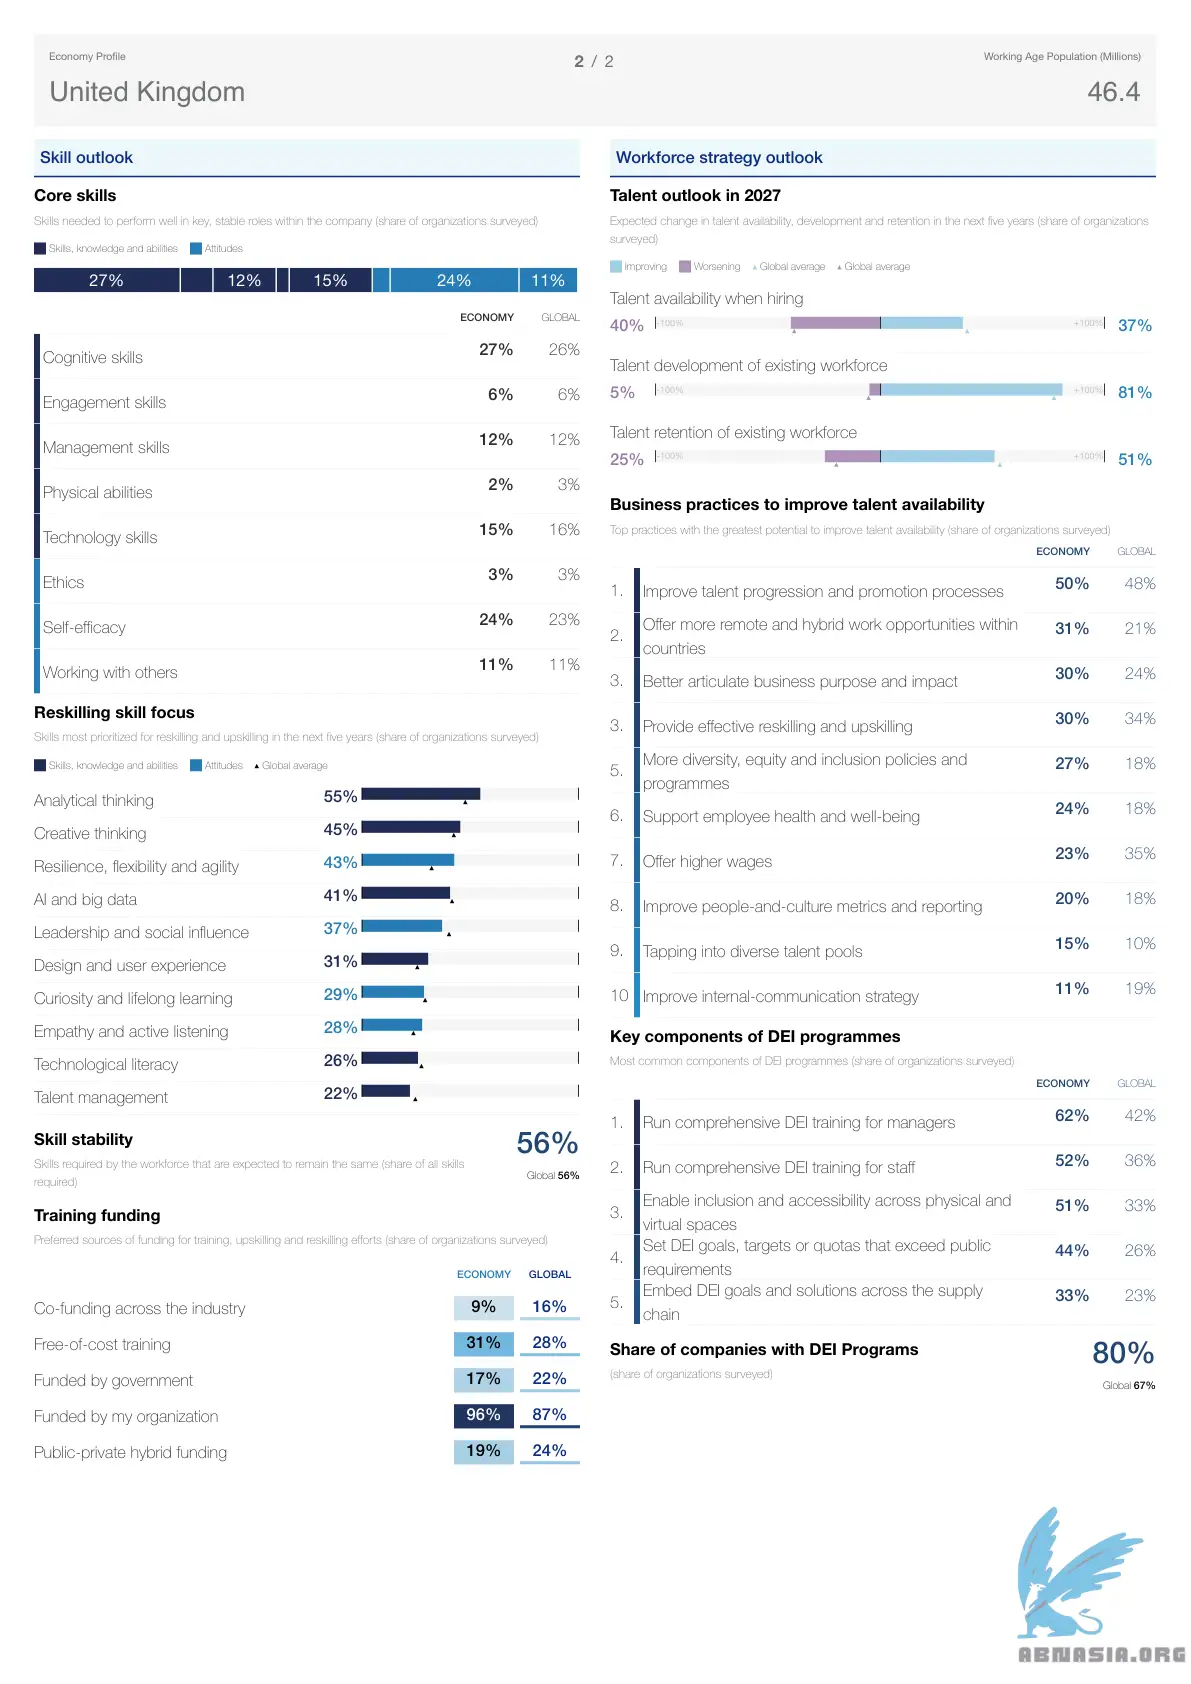 Economy Profile
2 / 2
Working Age Population (Millions)
United Kingdom
46.4
Skill outlook
Core skills
Skills needed to perform well in key, stable roles within the company (share of organizations surveyed)
Skills, knowledge and abilities Attitudes
27% 12% 15% 24% 11%
ECONOMY GLOBAL
Cognitive skills 27% 26%
Engagement skills 6% 6%
Management skills 12% 12%
Physical abilities 2% 3%
Technology skills 15% 16%
Ethics 3% 3%
Self-efficacy 24% 23%
Working with others 11% 11%
Reskilling skill focus
Skills most prioritized for reskilling and upskilling in the next five years (share of organizations surveyed)
Skills, knowledge and abilities Attitudes Global average
Analytical thinking 55%
Creative thinking 45%
Resilience, flexibility and agility 43%
AI and big data 41%
Leadership and social influence 37%
Design and user experience 31%
Curiosity and lifelong learning 29%
Empathy and active listening 28%
Technological literacy 26%
Talent management 22%
Skill stability 56%
Skills required by the workforce that are expected to remain the same (share of all skills
required)
Global 56%
Training funding
Preferred sources of funding for training, upskilling and reskilling efforts (share of organizations surveyed)
ECONOMY GLOBAL
Co-funding across the industry 9% 16%
Free-of-cost training 31% 28%
Funded by government 17% 22%
Funded by my organization 96% 87%
Public-private hybrid funding 19% 24%
Workforce strategy outlook
Talent outlook in 2027
Expected change in talent availability, development and retention in the next five years (share of organizations
surveyed)
Improving Worsening Global average Global average
Talent availability when hiring
40% -100% +100% 37%
Talent development of existing workforce
5% -100% +100% 81%
Talent retention of existing workforce
25% -100% +100% 51%
Business practices to improve talent availability
Top practices with the greatest potential to improve talent availability (share of organizations surveyed)
ECONOMY GLOBAL
1. Improve talent progression and promotion processes 50% 48%
2. Offer more remote and hybrid work opportunities within
countries 31% 21%
3. Better articulate business purpose and impact 30% 24%
3. Provide effective reskilling and upskilling 30% 34%
5. More diversity, equity and inclusion policies and
programmes 27% 18%
6. Support employee health and well-being 24% 18%
7. Offer higher wages 23% 35%
8. Improve people-and-culture metrics and reporting 20% 18%
9. Tapping into diverse talent pools 15% 10%
10 Improve internal-communication strategy 11% 19%
Key components of DEI programmes
Most common components of DEI programmes (share of organizations surveyed)
ECONOMY GLOBAL
1. Run comprehensive DEI training for managers 62% 42%
2. Run comprehensive DEI training for staff 52% 36%
3. Enable inclusion and accessibility across physical and
virtual spaces 51% 33%
4. Set DEI goals, targets or quotas that exceed public
requirements 44% 26%
5. Embed DEI goals and solutions across the supply
chain 33% 23%
Share of companies with DEI Programs 80%
(share of organizations surveyed)
Global 67%
ABNASIA.ORG